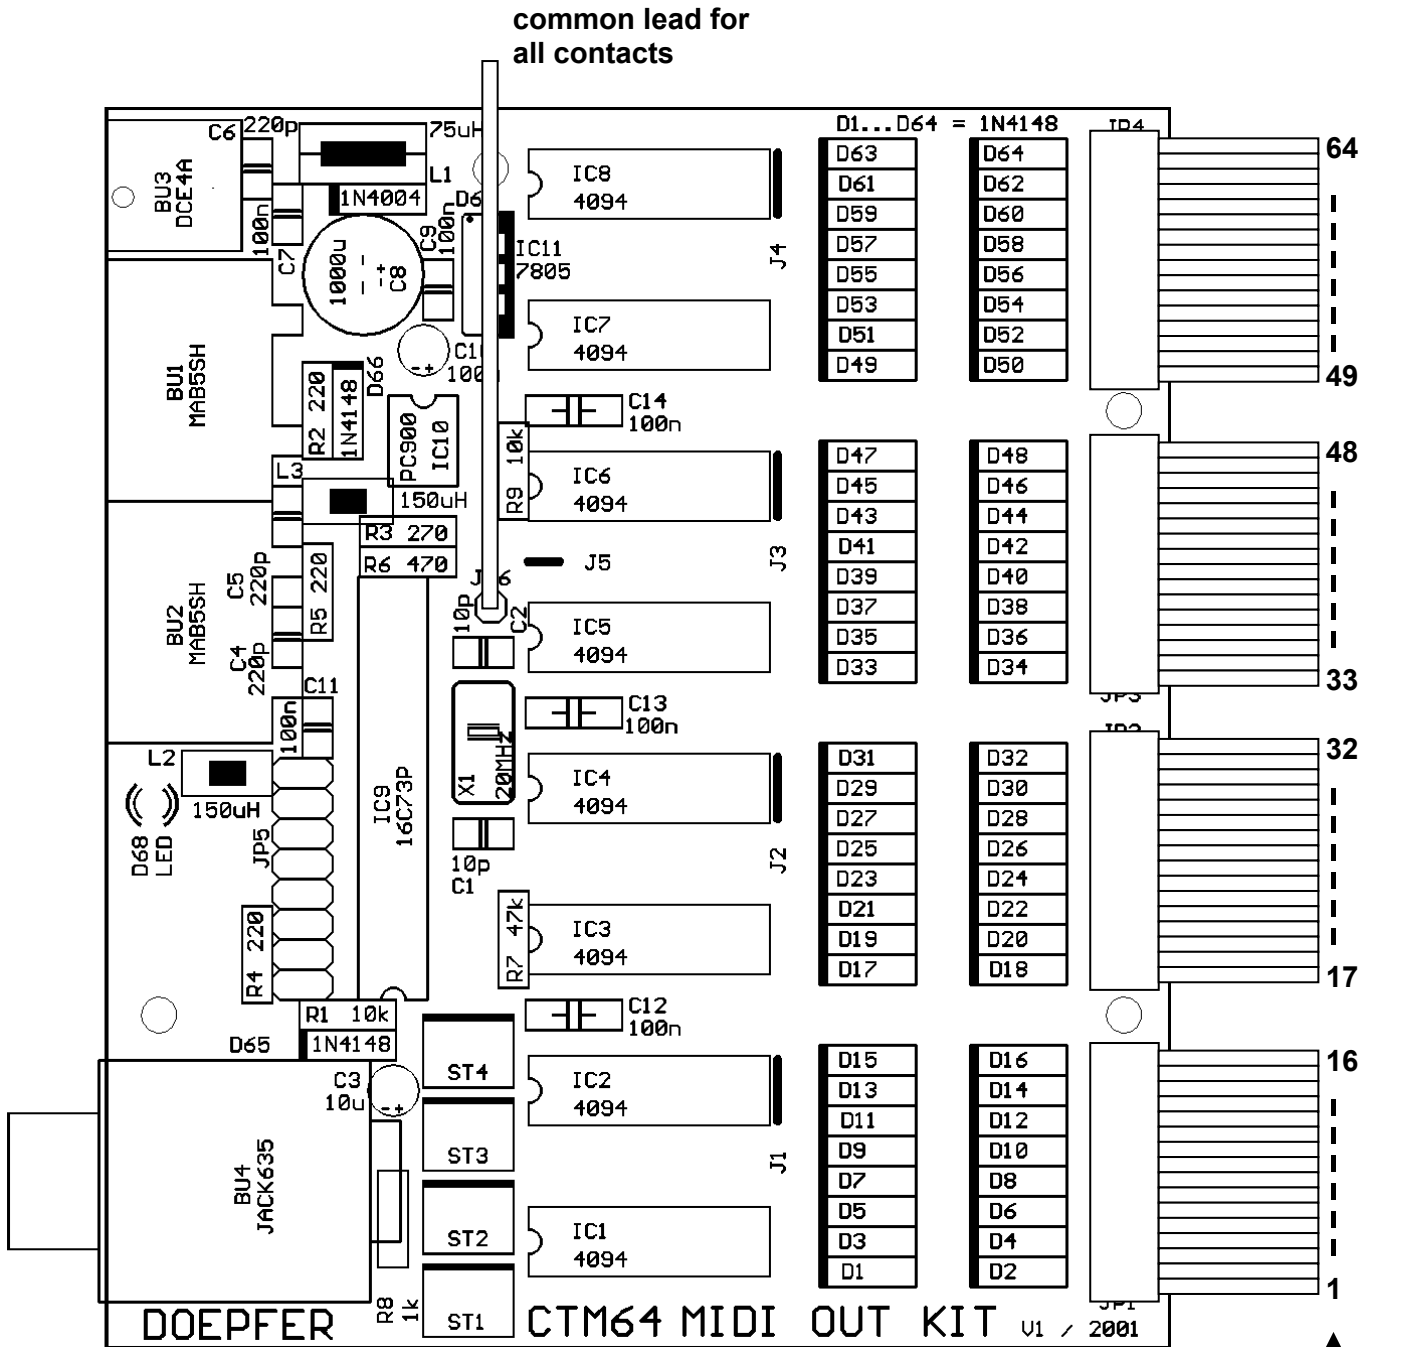 common lead for
all contacts
C6 220p
75uH
L1
BU3
DCE4A
1N4004
100n
C7
1000u
C8
C9
100n
IC11
7805
IC8
4094
J4
IC7
4094
D1...D64 = 1N4148
D63 D64
D61 D62
D59 D60
D57 D58
D55 D56
D53 D54
D51 D52
D49 D50
64
49
BU1
MAB5SH
R2 220
1N4148
D66
PC900
IC10
C14
100n
R9 10k
IC6
4094
J3
L3
150uH
R3 270
R6 470
J5
D47 D48
D45 D46
D43 D44
D41 D42
D39 D40
D37 D38
D35 D36
D33 D34
48
33
BU2
MAB5SH
C5
220p
R5 220
C4
220p
10p
C2
IC5
4094
C11
100n
C13
100n
JP3
L2
150uH
D68
LED
JP5
IC9
16C73P
X1
20MHZ
10p
C1
IC4
4094
J2
D31 D32
D29 D30
D27 D28
D25 D26
D23 D24
D21 D22
D19 D20
D17 D18
32
17
R4 220
R7 47k
IC3
4094
C12
100n
R1 10k
D65 1N4148
C3
10u
ST4
ST3
ST2
ST1
IC2
4094
J1
IC1
4094
D15 D16
D13 D14
D11 D12
D9 D10
D7 D8
D5 D6
D3 D4
D1 D2
16
1
BU4
JACK635
R8
1k
JP1
DOEPFER CTM64 MIDI OUT KIT V1 / 2001